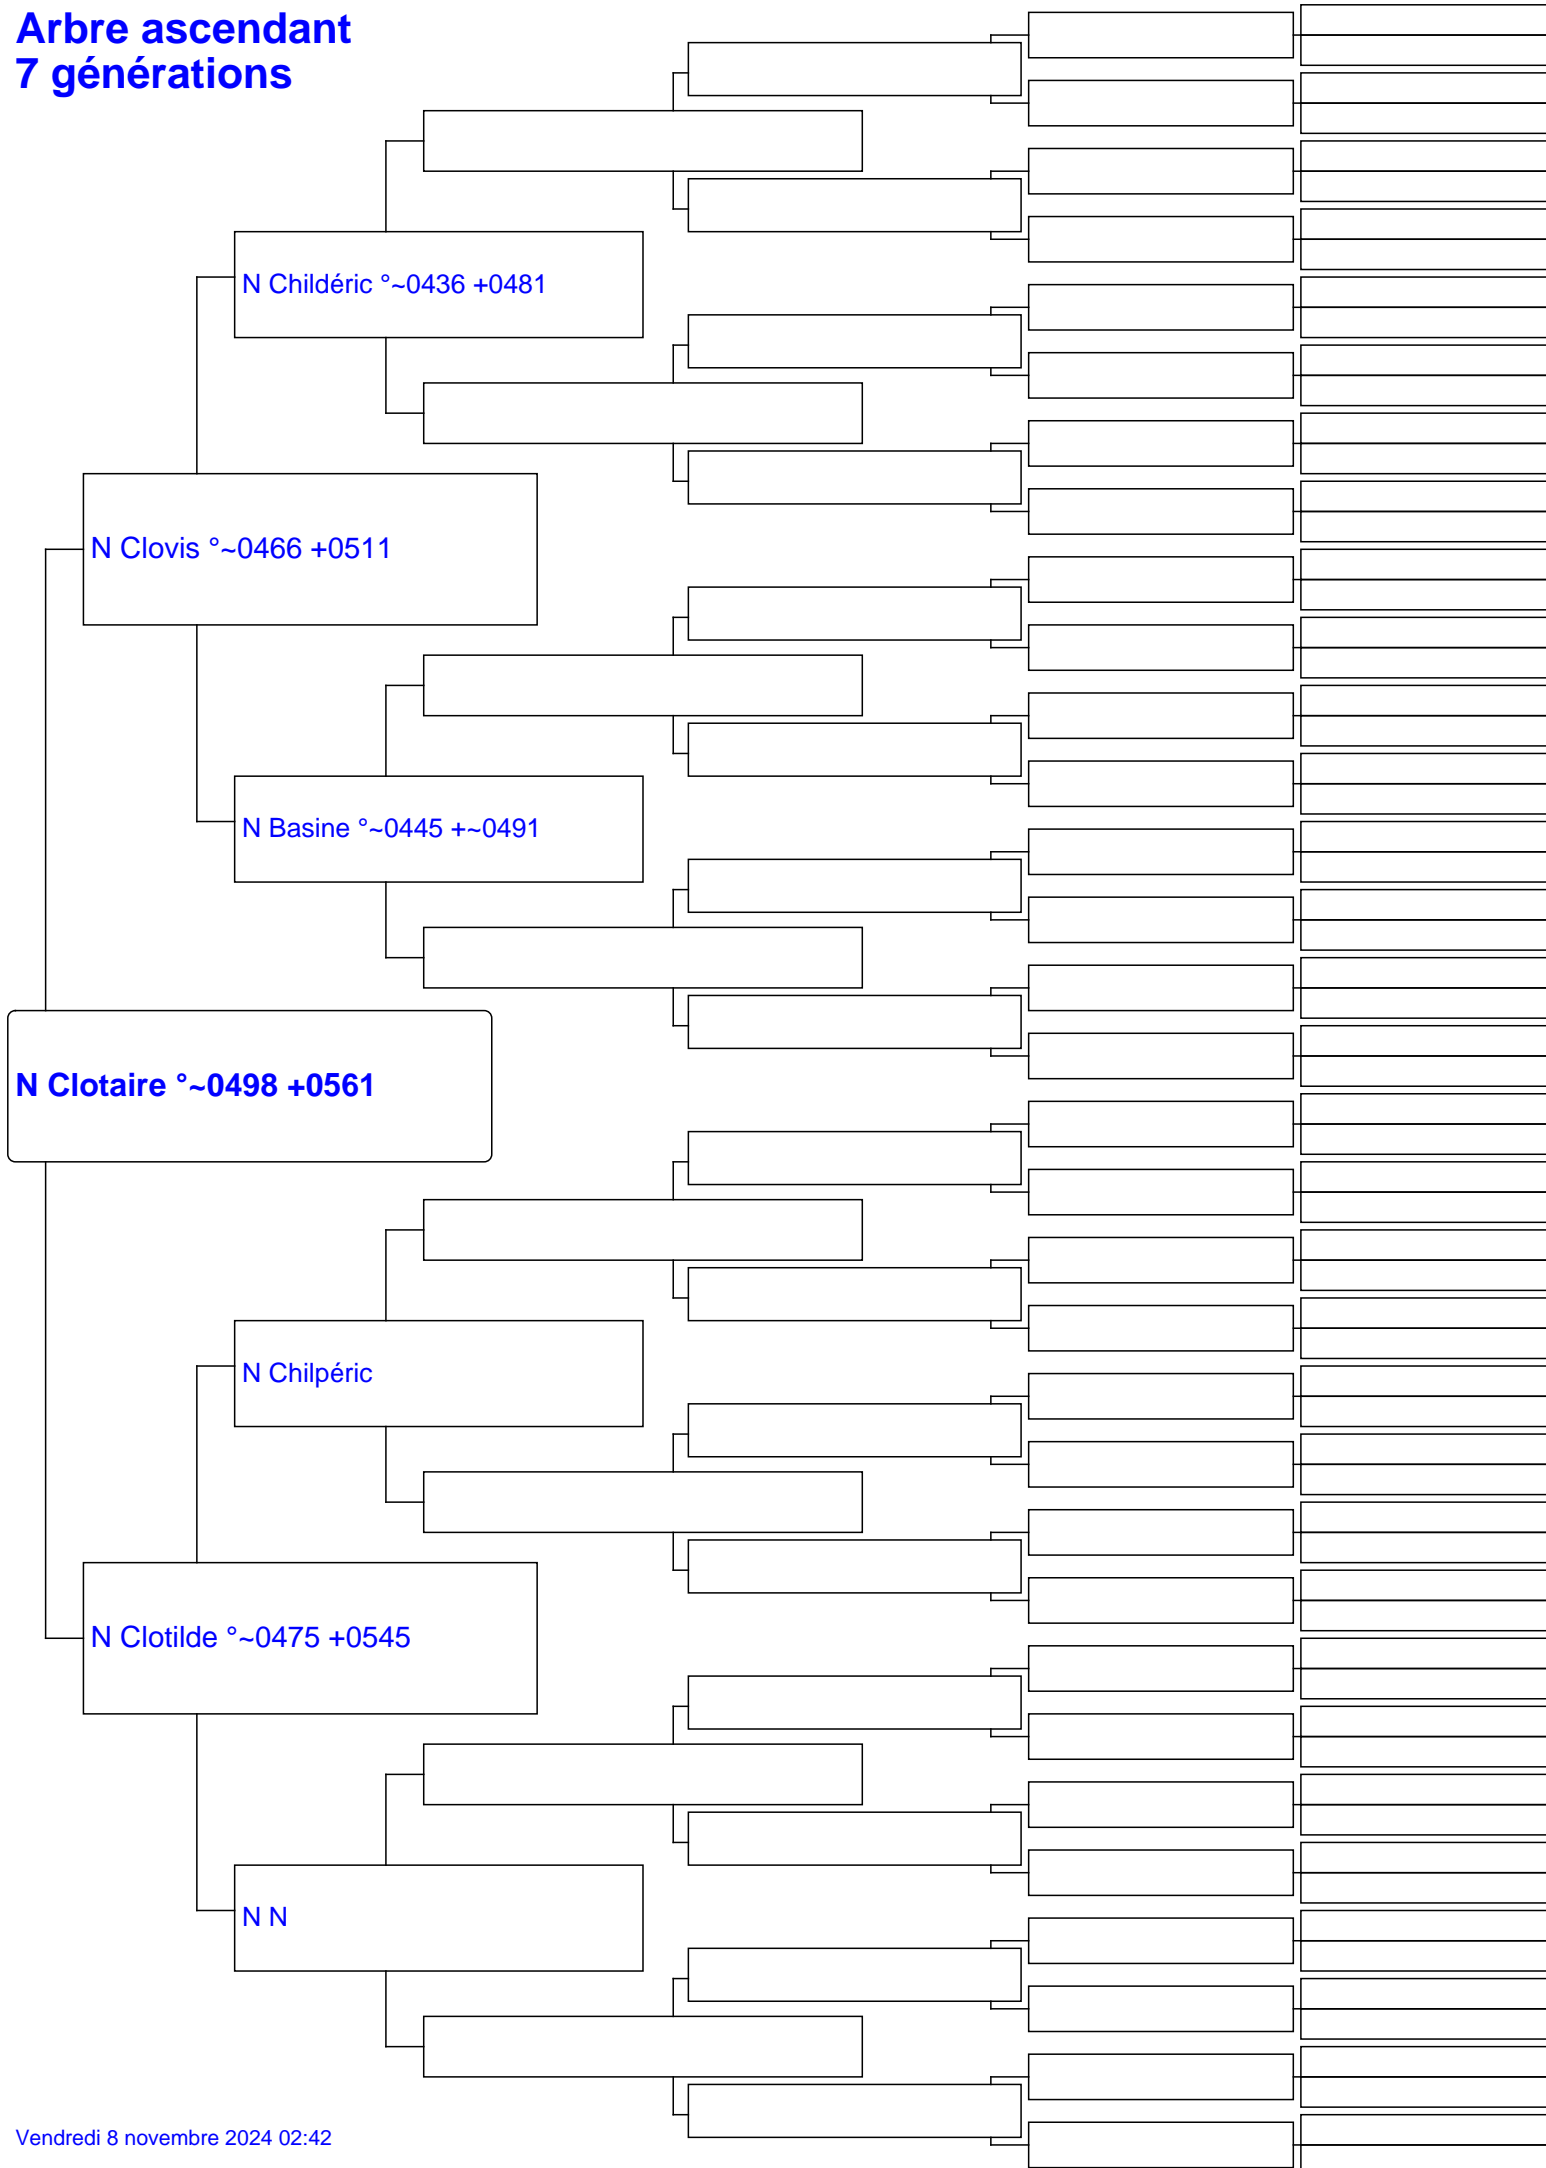 Arbre ascendant
7 générations
N Childéric °~0436 +0481
N Clovis °~0466 +0511
N Basine °~0445 +~0491
N Clotaire °~0498 +0561
N Chilpéric
N Clotilde °~0475 +0545
N N
Vendredi 8 novembre 2024 02:42